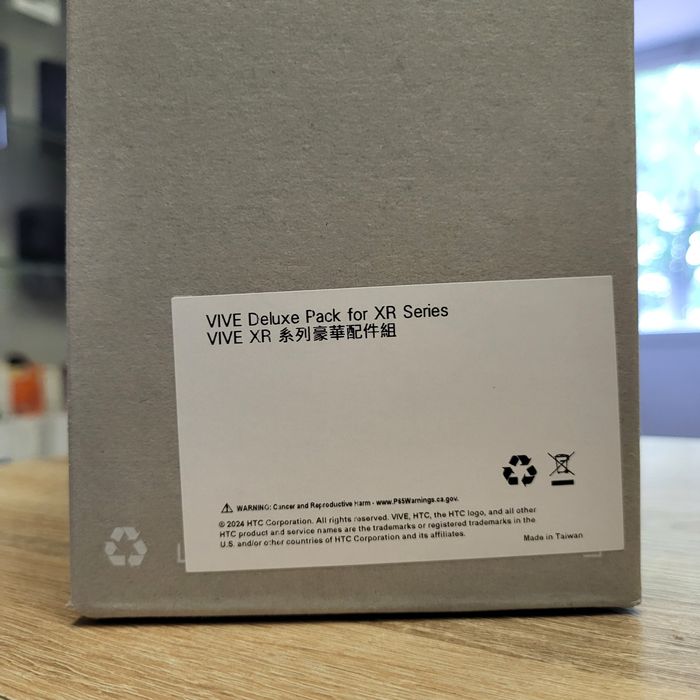 VIVE Deluxe Pack for XR Series
VIVE XR 系列豪華配件組
WARNING: Cancer and Reproductive Harm - www.P65Warnings.ca.gov.
© 2024 HTC Corporation. All rights reserved. VIVE, HTC, the HTC logo, and all other
HTC product and service names are the trademarks or registered trademarks in the
U.S. and/or other countries of HTC Corporation and its affiliates.
Made in Taiwan